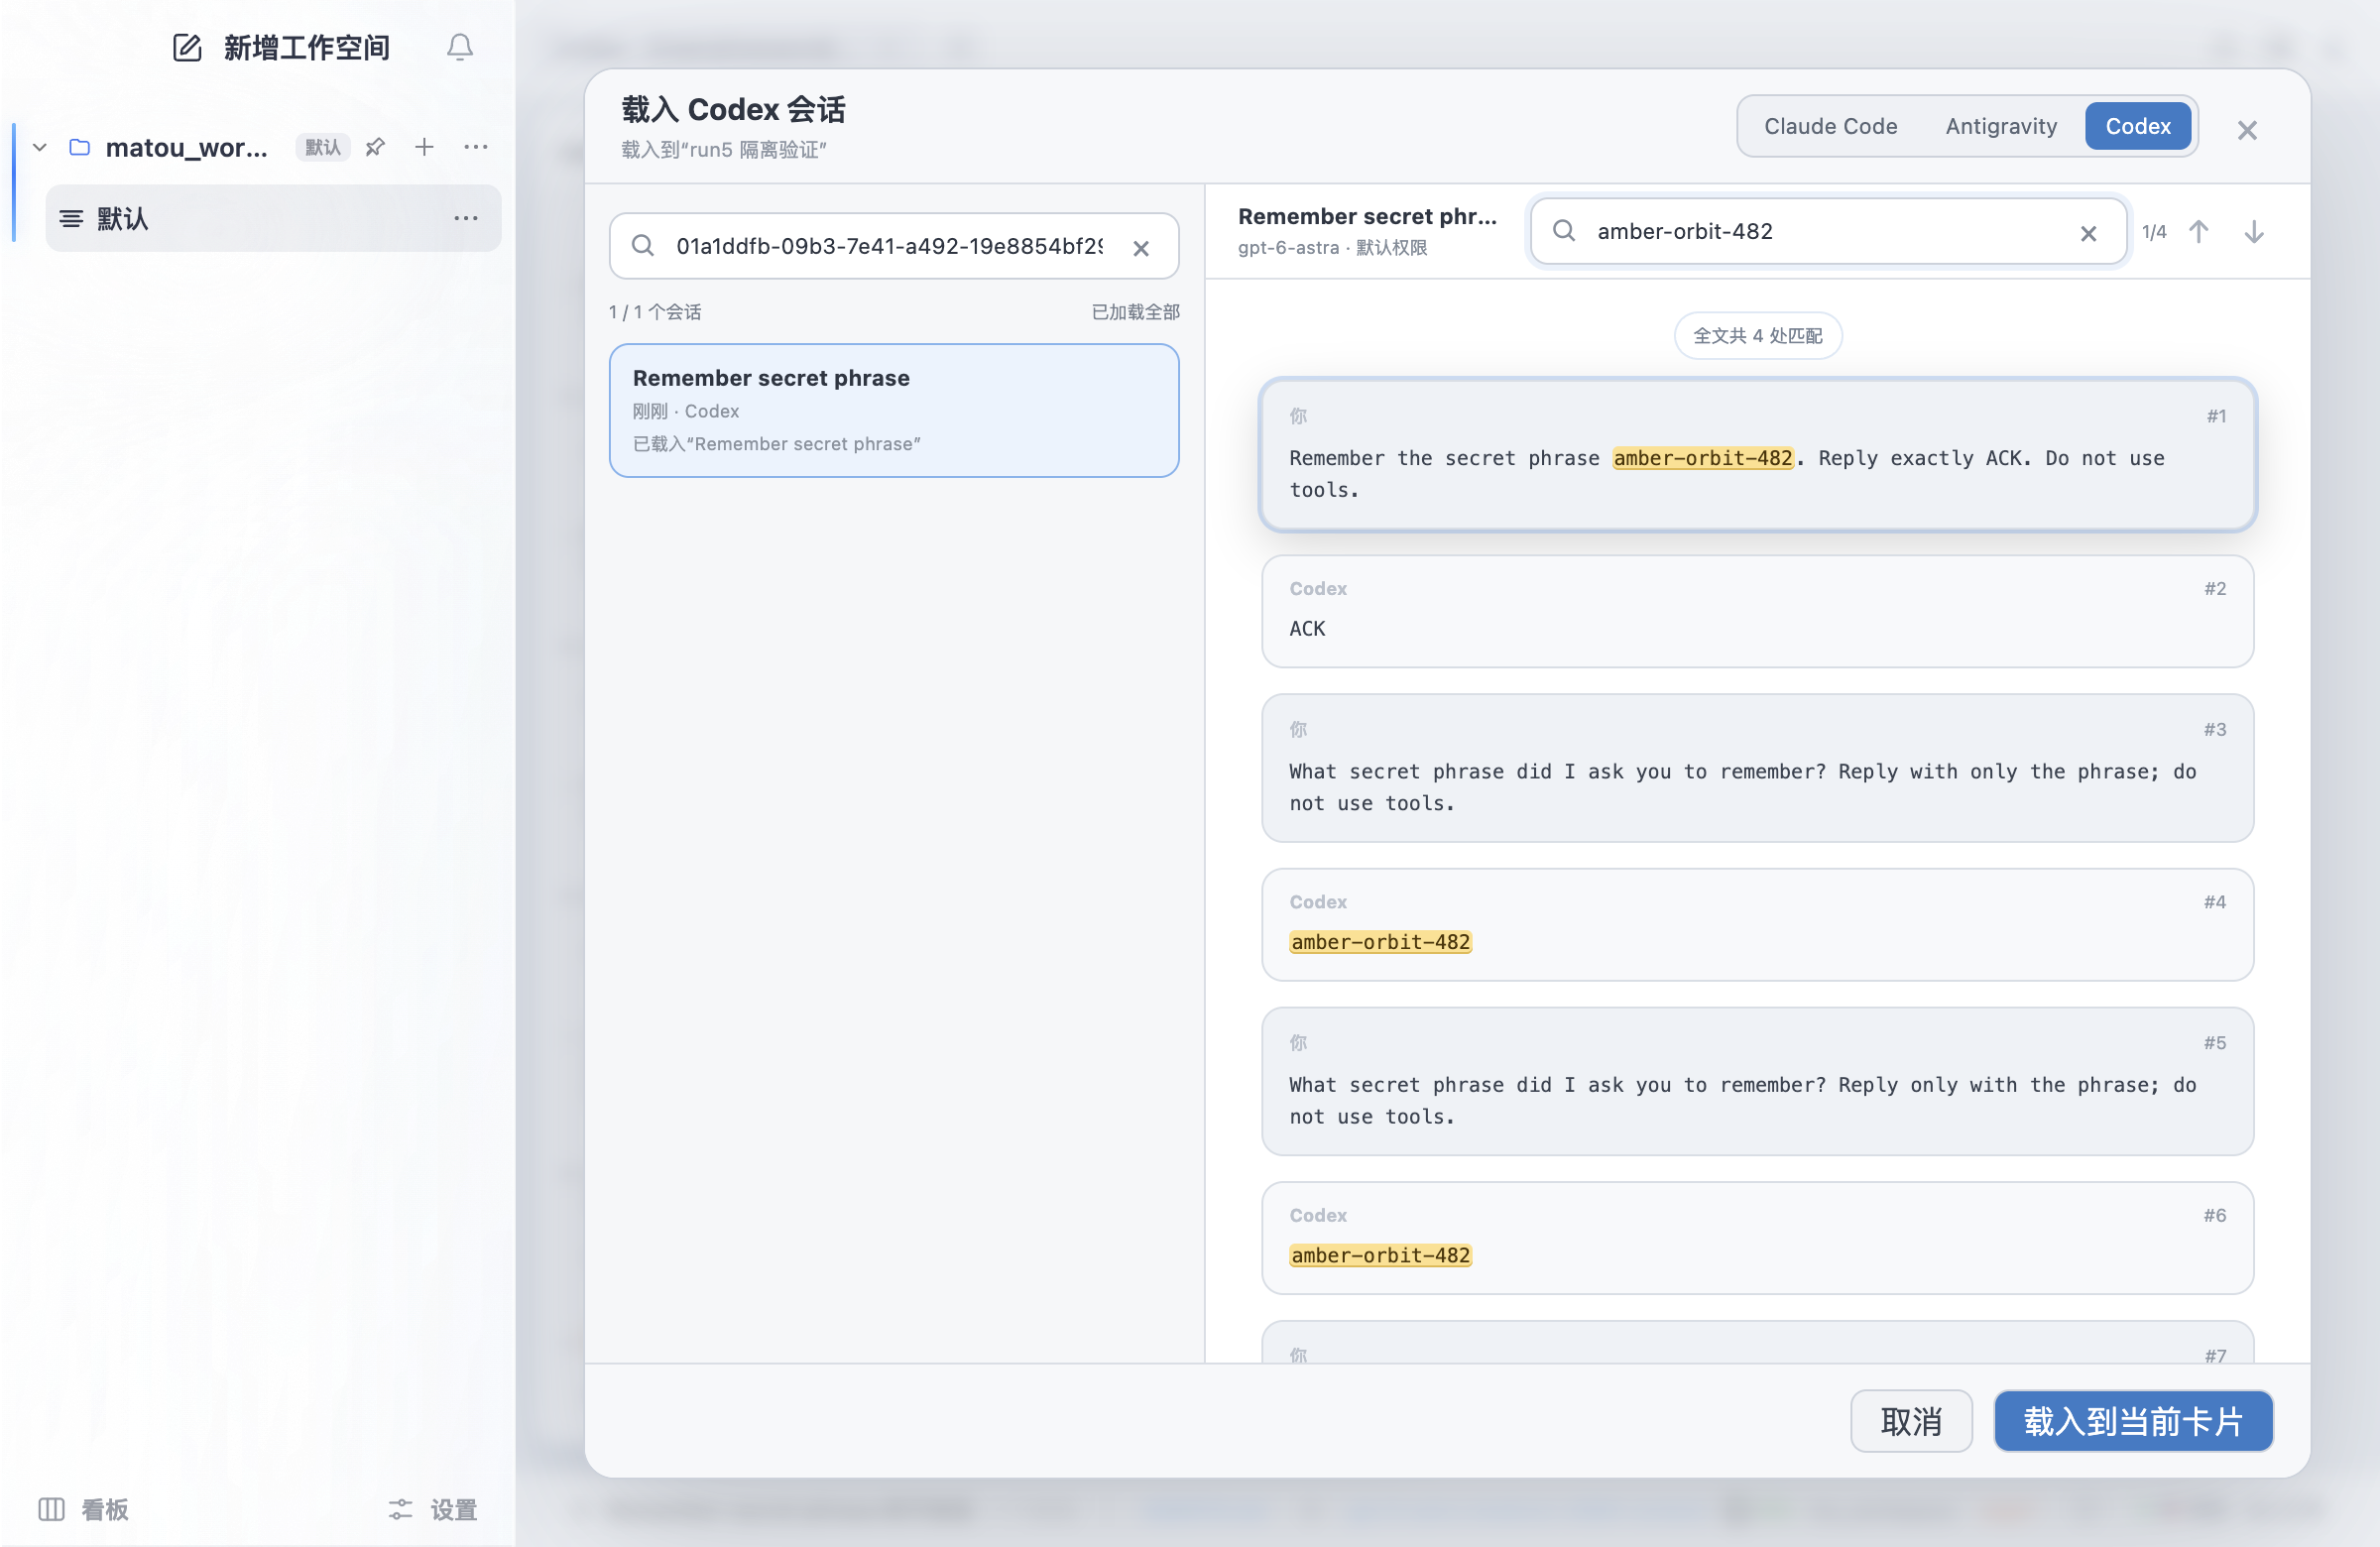 新增工作空间
matou_wor...
默认
默认
看板
设置
载入 Codex 会话
载入到“run5 隔离验证”
Claude Code
Antigravity
Codex
01a1ddfb-09b3-7e41-a492-19e8854bf29
1 / 1 个会话
已加载全部
Remember secret phrase
刚刚 · Codex
已载入“Remember secret phrase”
Remember secret phr...
gpt-6-astra · 默认权限
amber-orbit-482
1/4
全文共 4 处匹配
你
#1
Remember the secret phrase amber-orbit-482. Reply exactly ACK. Do not use
tools.
Codex
#2
ACK
你
#3
What secret phrase did I ask you to remember? Reply with only the phrase; do
not use tools.
Codex
#4
amber-orbit-482
你
#5
What secret phrase did I ask you to remember? Reply only with the phrase; do
not use tools.
Codex
#6
amber-orbit-482
你
#7
取消
载入到当前卡片